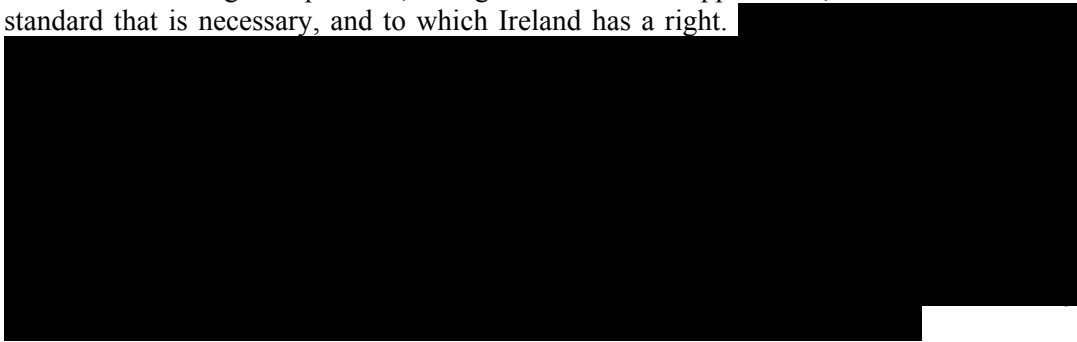 standard that is necessary, and to which Ireland has a right.